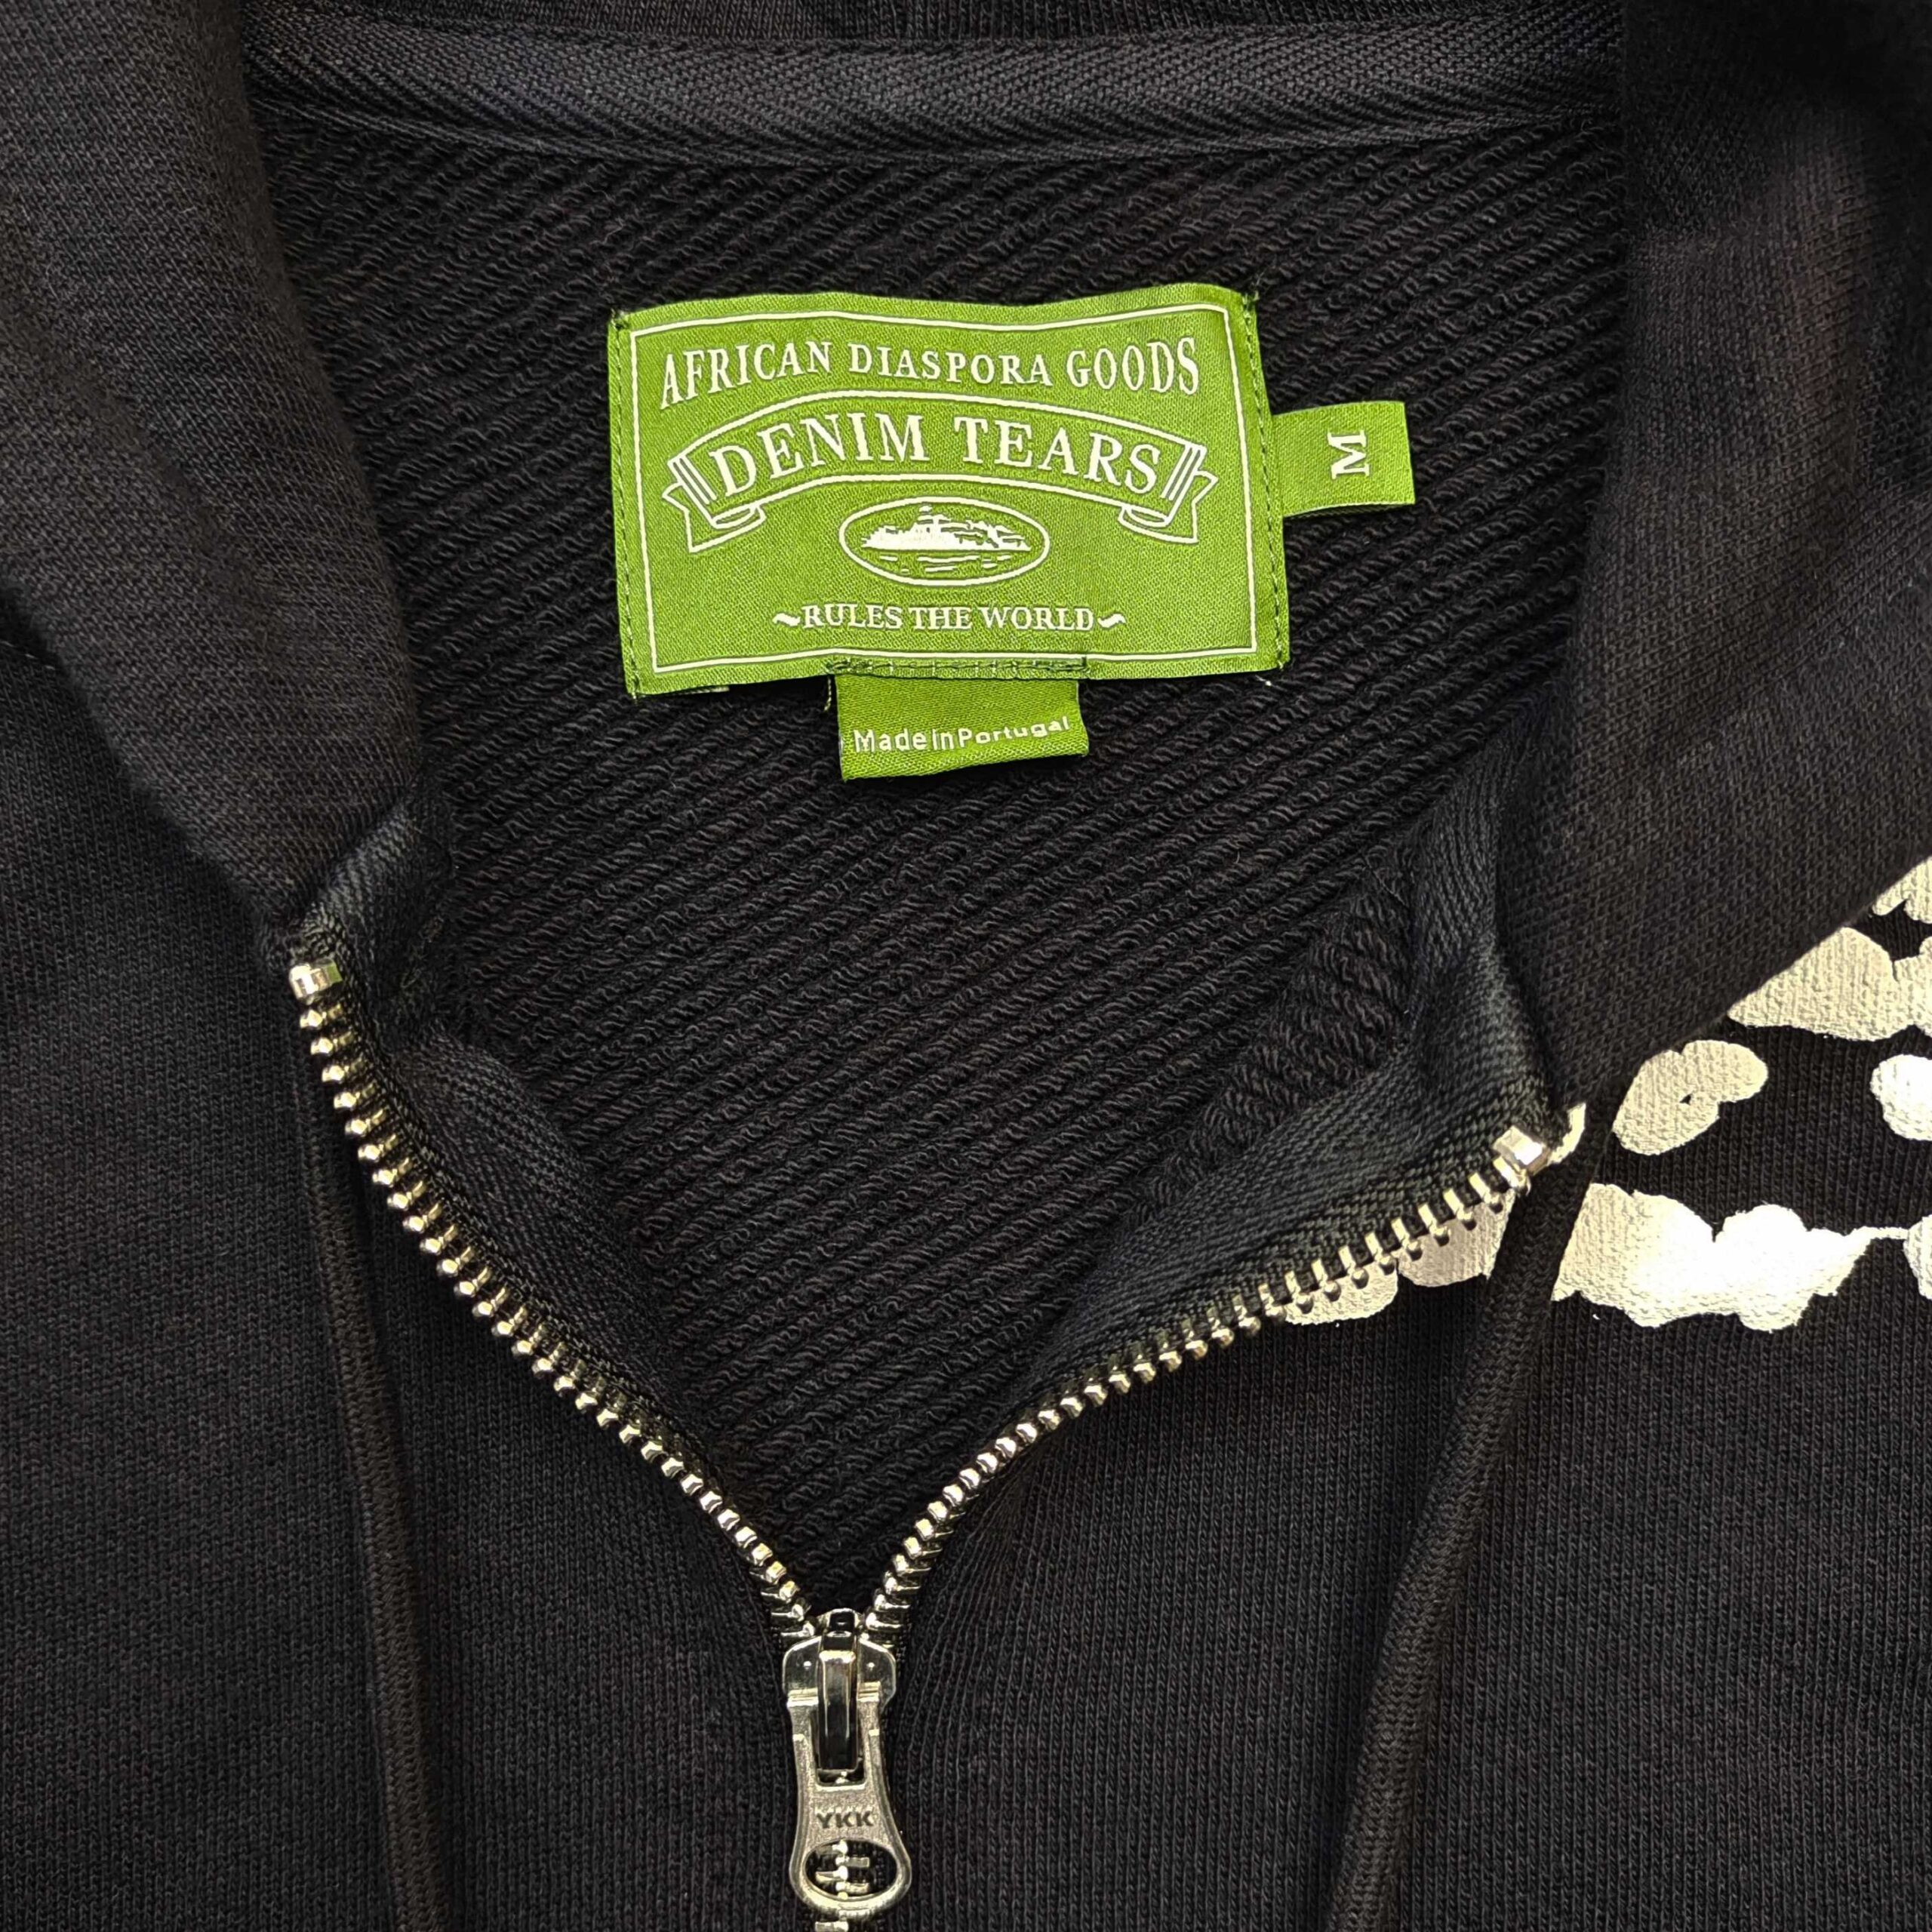 AFRICAN DIASPORA GOODS
DENIM TEARS
M
RULES THE WORLD
Made in Portugal
YKK